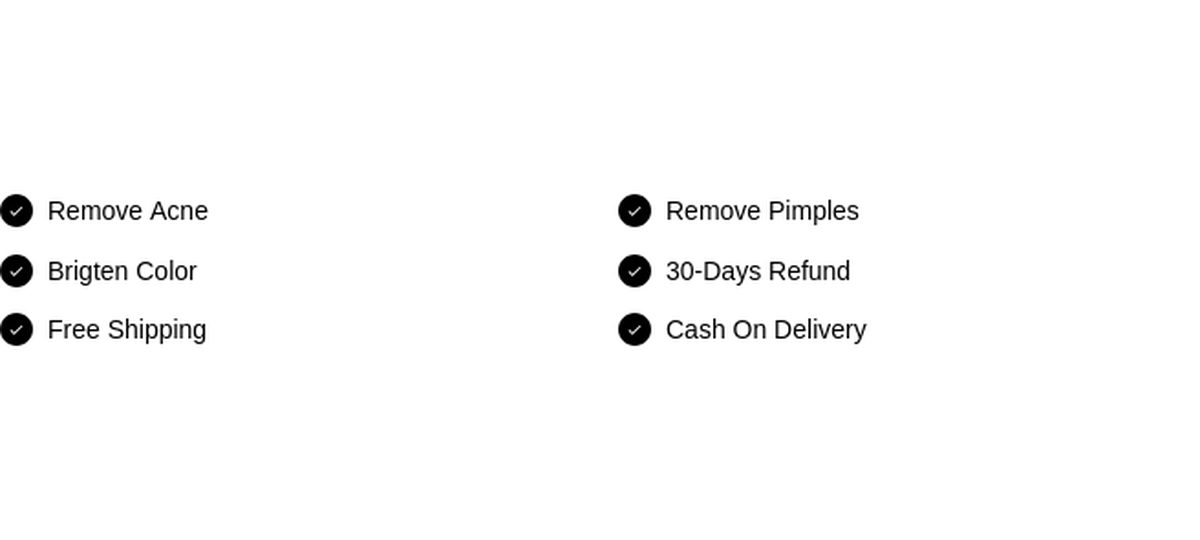 Remove Acne
Remove Pimples
Brigten Color
30-Days Refund
Free Shipping
Cash On Delivery